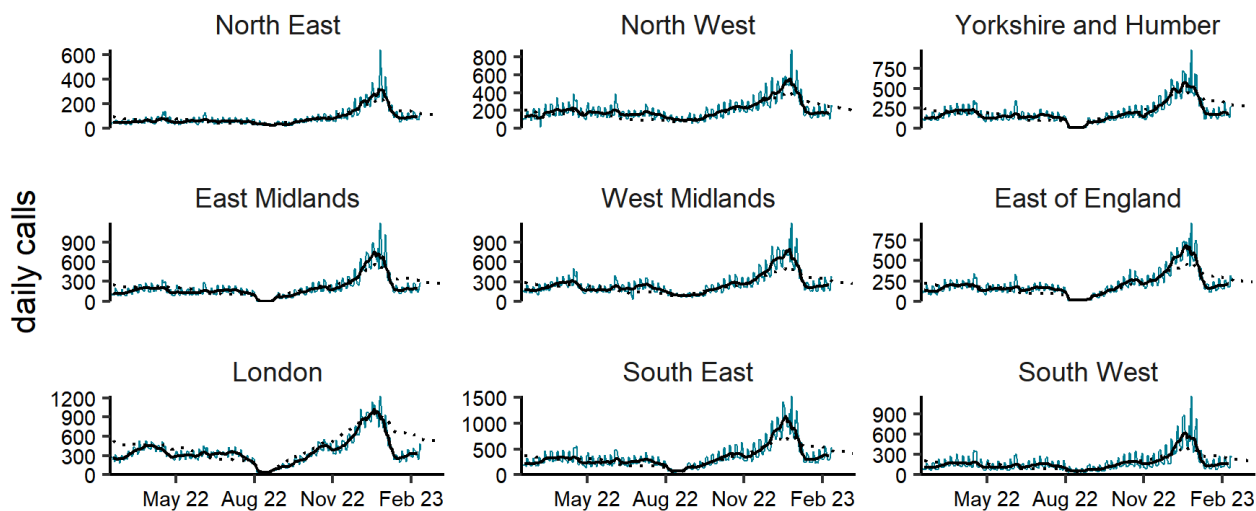 North East
600
400
200
0
North West
800
600
400
200
0
Yorkshire and Humber
750
500
250
0
daily calls
East Midlands
900
600
300
0
West Midlands
900
600
300
0
East of England
750
500
250
0
London
1200
900
600
300
0
May 22 Aug 22 Nov 22 Feb 23
South East
1500
1000
500
0
May 22 Aug 22 Nov 22 Feb 23
South West
900
600
300
0
May 22 Aug 22 Nov 22 Feb 23